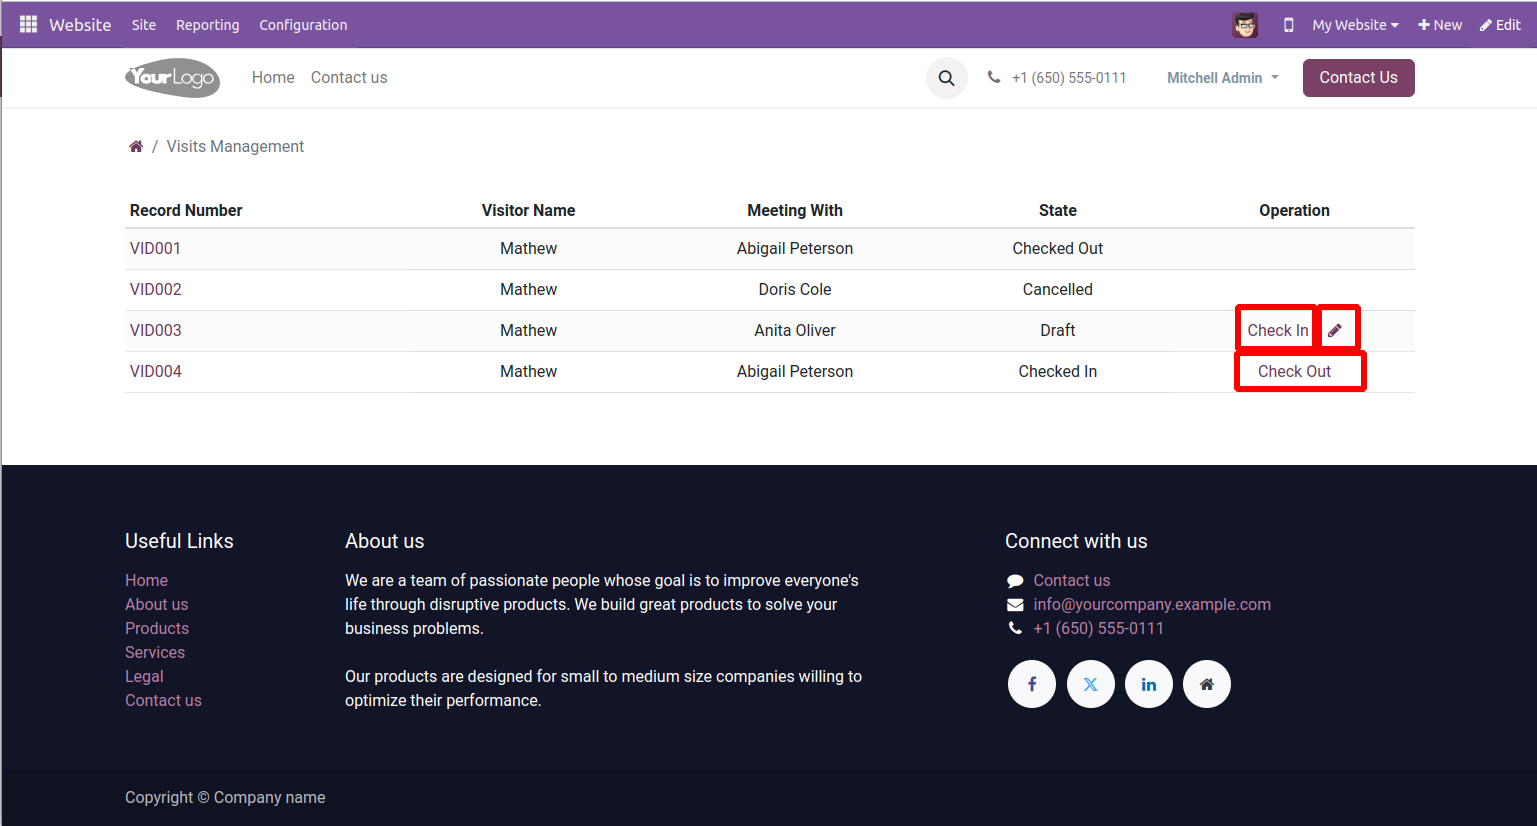 Website Site Reporting Configuration My Website New Edit
YourLogo Home Contact us +1 (650) 555-0111 Mitchell Admin Contact Us
/ Visits Management
Record Number Visitor Name Meeting With State Operation
VID001 Mathew Abigail Peterson Checked Out
VID002 Mathew Doris Cole Cancelled
VID003 Mathew Anita Oliver Draft Check In
VID004 Mathew Abigail Peterson Checked In Check Out
Useful Links
Home
About us
Products
Services
Legal
Contact us
About us
We are a team of passionate people whose goal is to improve everyone's
life through disruptive products. We build great products to solve your
business problems.
Our products are designed for small to medium size companies willing to
optimize their performance.
Connect with us
Contact us
info@yourcompany.example.com
+1 (650) 555-0111
Copyright © Company name